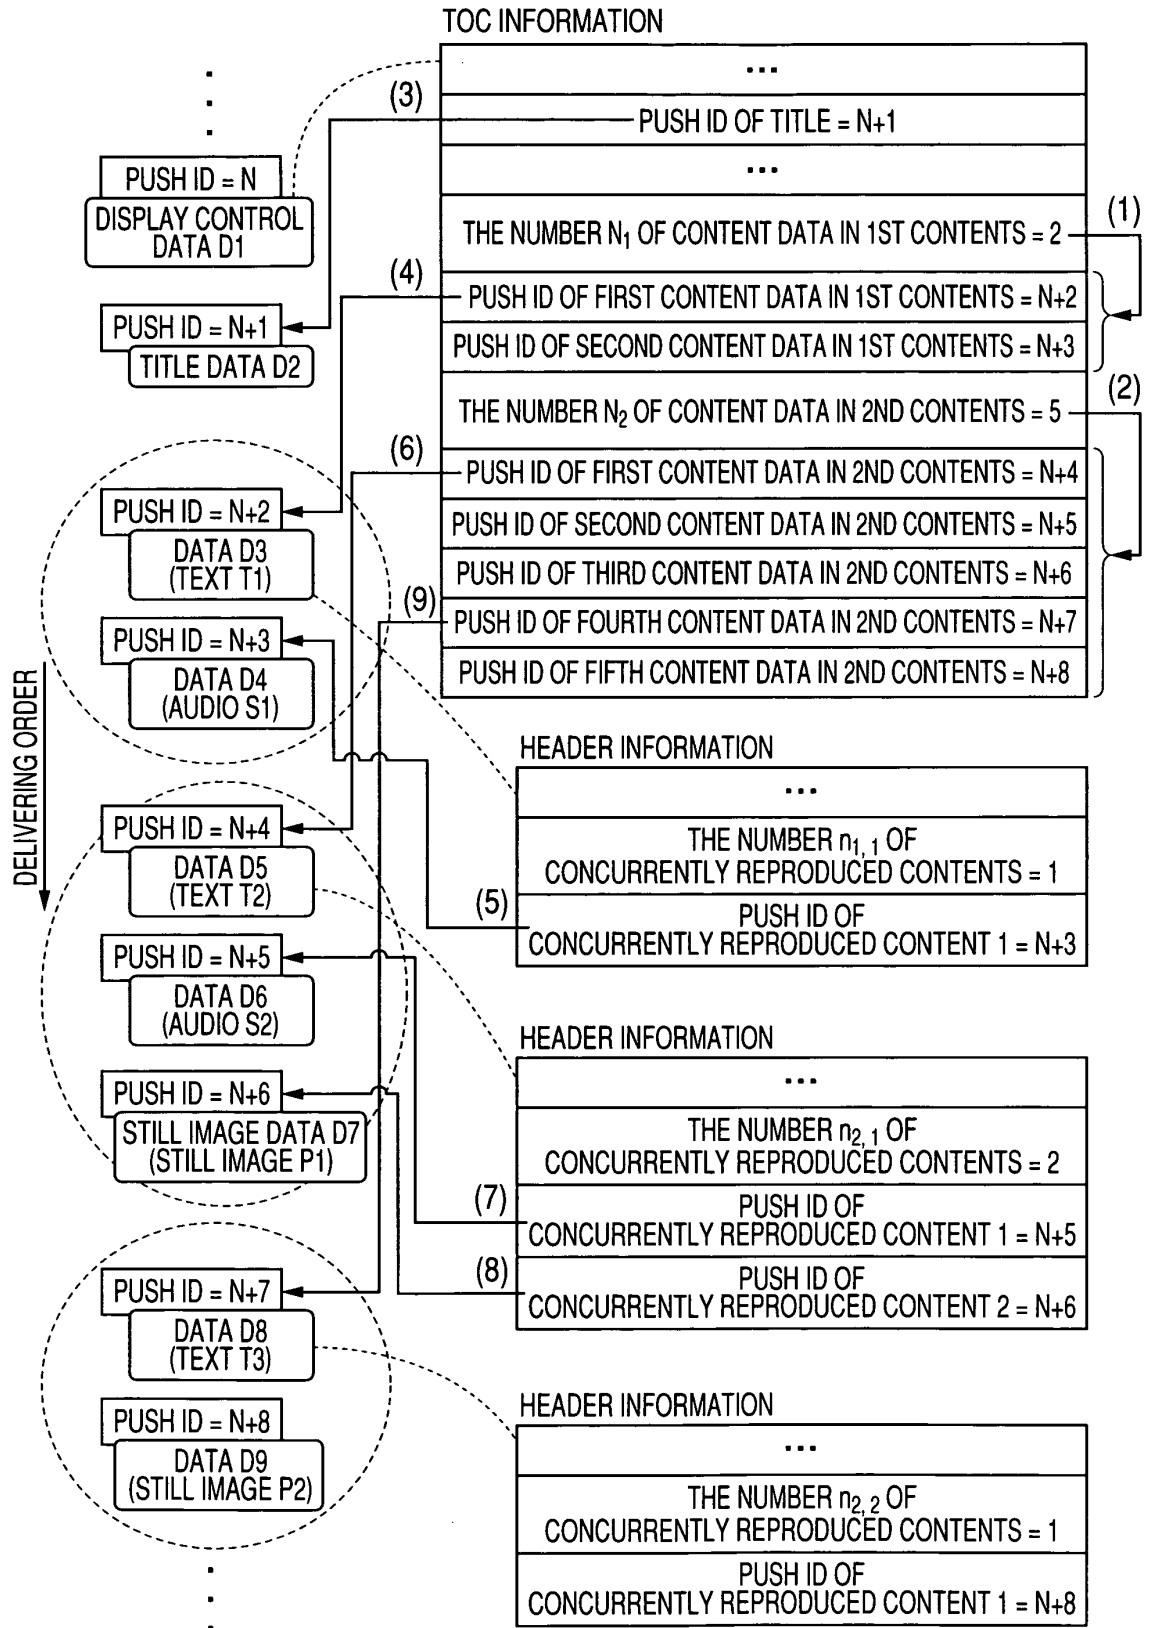 TOC INFORMATION
...
(3)
PUSH ID OF TITLE = N+1
...
THE NUMBER N₁ OF CONTENT DATA IN 1ST CONTENTS = 2
(1)
(4)
PUSH ID OF FIRST CONTENT DATA IN 1ST CONTENTS = N+2
PUSH ID OF SECOND CONTENT DATA IN 1ST CONTENTS = N+3
THE NUMBER N₂ OF CONTENT DATA IN 2ND CONTENTS = 5
(2)
(6)
PUSH ID OF FIRST CONTENT DATA IN 2ND CONTENTS = N+4
PUSH ID OF SECOND CONTENT DATA IN 2ND CONTENTS = N+5
PUSH ID OF THIRD CONTENT DATA IN 2ND CONTENTS = N+6
(9)
PUSH ID OF FOURTH CONTENT DATA IN 2ND CONTENTS = N+7
PUSH ID OF FIFTH CONTENT DATA IN 2ND CONTENTS = N+8
PUSH ID = N
DISPLAY CONTROL
DATA D1
PUSH ID = N+1
TITLE DATA D2
PUSH ID = N+2
DATA D3
(TEXT T1)
PUSH ID = N+3
DATA D4
(AUDIO S1)
DELIVERING ORDER
PUSH ID = N+4
DATA D5
(TEXT T2)
PUSH ID = N+5
DATA D6
(AUDIO S2)
PUSH ID = N+6
STILL IMAGE DATA D7
(STILL IMAGE P1)
PUSH ID = N+7
DATA D8
(TEXT T3)
PUSH ID = N+8
DATA D9
(STILL IMAGE P2)
HEADER INFORMATION
...
THE NUMBER n₁, ₁ OF
CONCURRENTLY REPRODUCED CONTENTS = 1
(5)
PUSH ID OF
CONCURRENTLY REPRODUCED CONTENT 1 = N+3
HEADER INFORMATION
...
THE NUMBER n₂, ₁ OF
CONCURRENTLY REPRODUCED CONTENTS = 2
(7)
PUSH ID OF
CONCURRENTLY REPRODUCED CONTENT 1 = N+5
(8)
PUSH ID OF
CONCURRENTLY REPRODUCED CONTENT 2 = N+6
HEADER INFORMATION
...
THE NUMBER n₂, ₂ OF
CONCURRENTLY REPRODUCED CONTENTS = 1
PUSH ID OF
CONCURRENTLY REPRODUCED CONTENT 1 = N+8